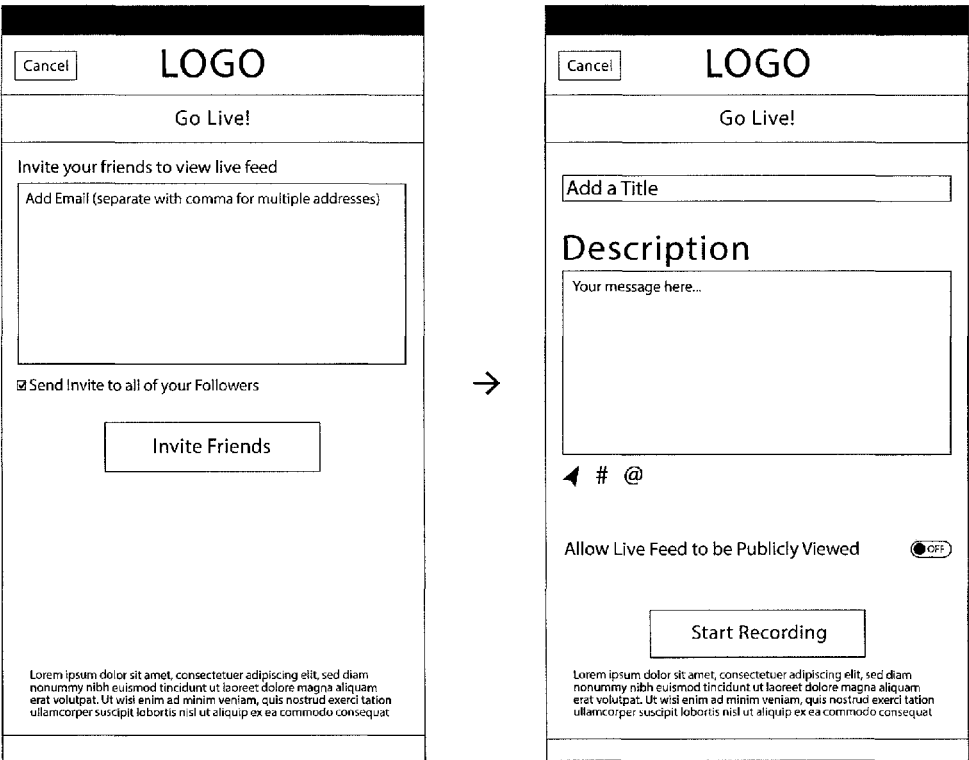 Cancel
LOGO
Go Live!
Invite your friends to view live feed
Add Email (separate with comma for multiple addresses)
Send Invite to all of your Followers
Invite Friends
Lorem ipsum dolor sit amet, consectetuer adipiscing elit, sed diam
nonummy nibh euismod tincidunt ut laoreet dolore magna aliquam
erat volutpat. Ut wisi enim ad minim veniam, quis nostrud exerci tation
ullamcorper suscipit lobortis nisl ut aliquip ex ea commodo consequat
→
Cancel
LOGO
Go Live!
Add a Title
Description
Your message here...
# @
Allow Live Feed to be Publicly Viewed
OFF
Start Recording
Lorem ipsum dolor sit amet, consectetuer adipiscing elit, sed diam
nonummy nibh euismod tincidunt ut laoreet dolore magna aliquam
erat volutpat. Ut wisi enim ad minim veniam, quis nostrud exerci tation
ullamcorper suscipit lobortis nisl ut aliquip ex ea commodo consequat